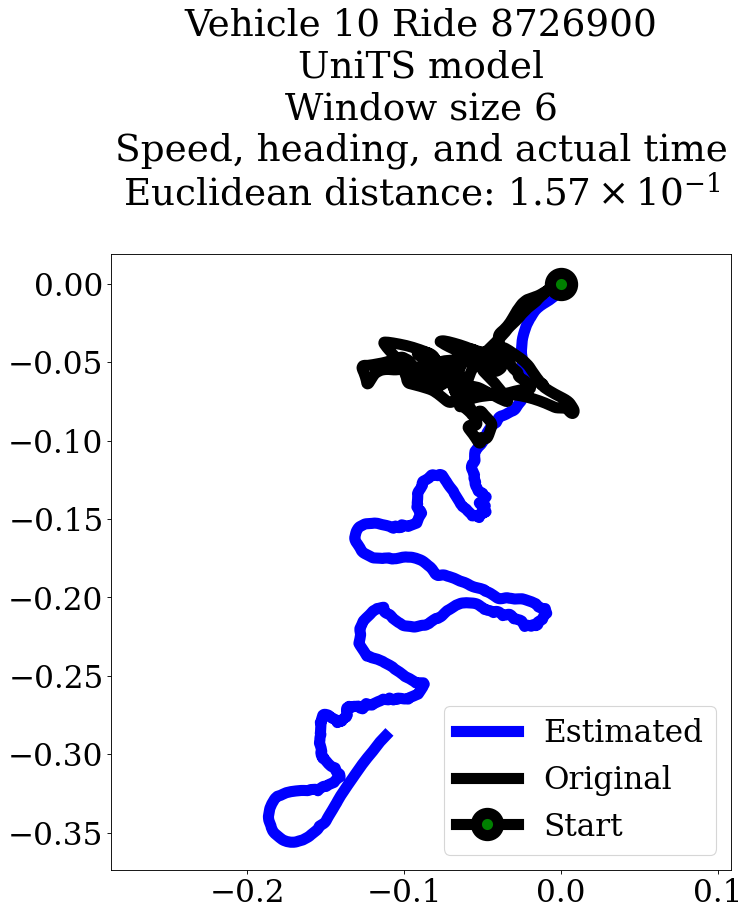 Vehicle 10 Ride 8726900
UniTS model
Window size 6
Speed, heading, and actual time
Euclidean distance: 1.57 × 10⁻¹
0.00
−0.05
−0.10
−0.15
−0.20
−0.25
−0.30
−0.35
Estimated
Original
Start
−0.2 −0.1 0.0 0.1